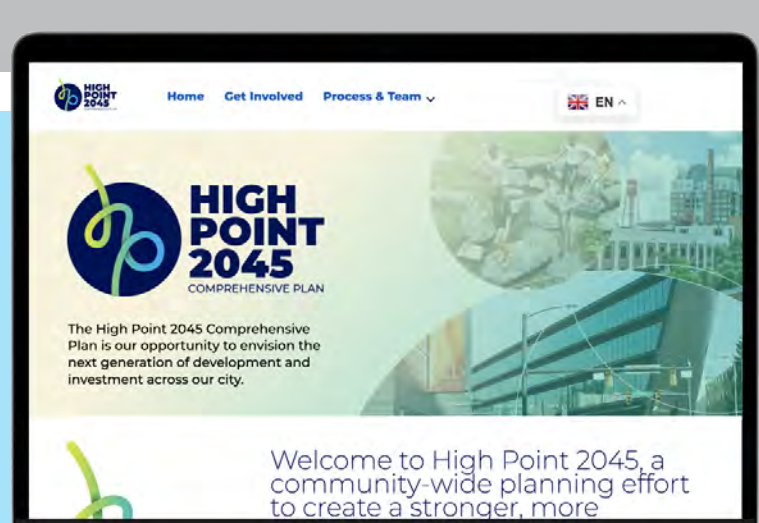 HIGH
POINT
2045
Home Get Involved Process & Team
EN
HIGH
POINT
2045
COMPREHENSIVE PLAN
The High Point 2045 Comprehensive
Plan is our opportunity to envision the
next generation of development and
investment across our city.
Welcome to High Point 2045, a
community-wide planning effort
to create a stronger, more